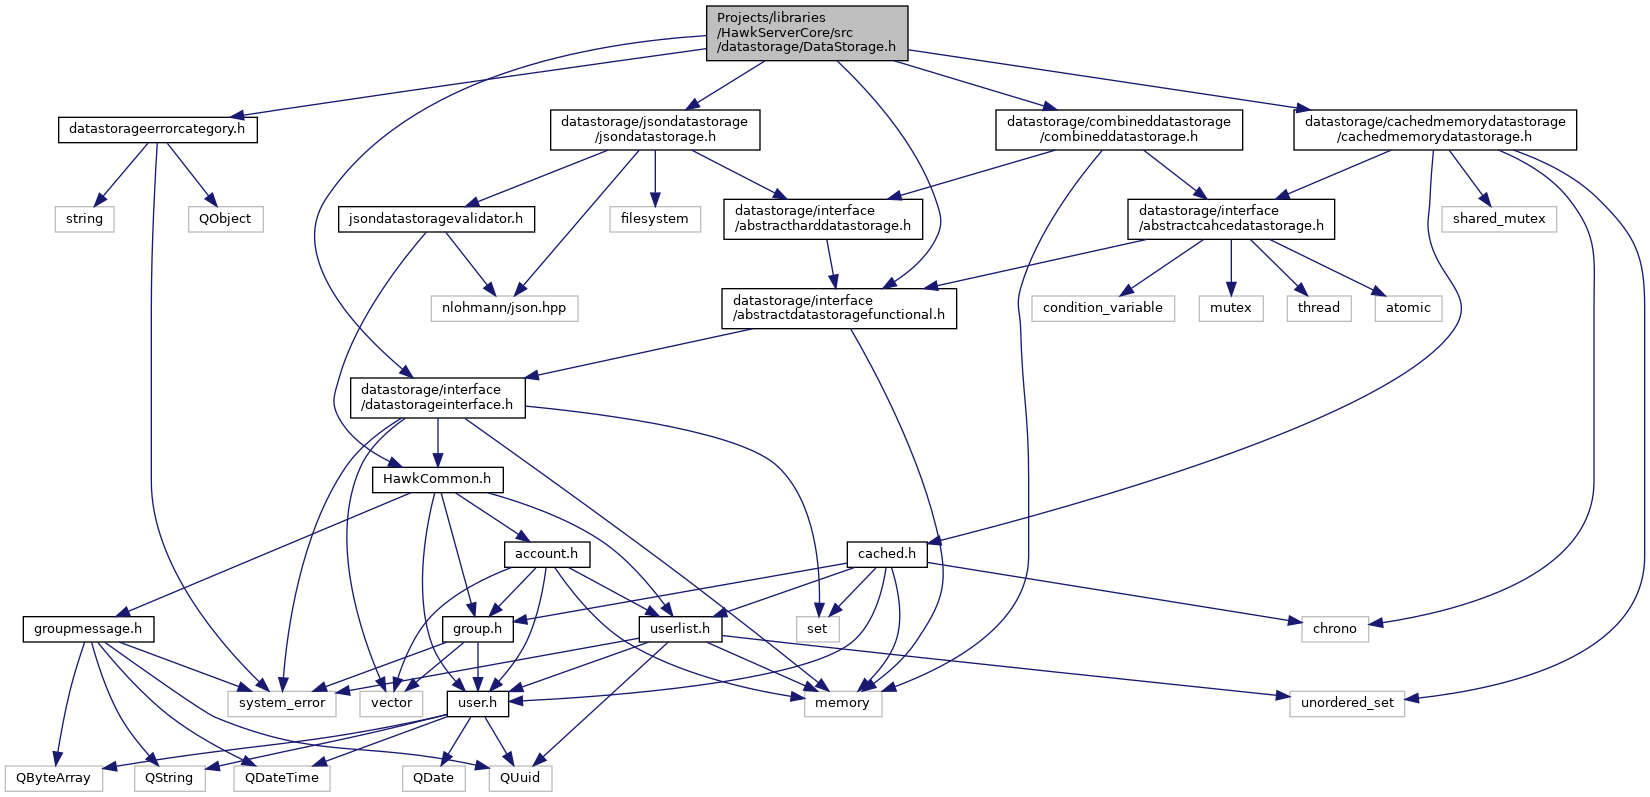 Projects/libraries
/HawkServerCore/src
/datastorage/DataStorage.h
datastorageerrorcategory.h
datastorage/jsondatastorage
/jsondatastorage.h
datastorage/combineddatastorage
/combineddatastorage.h
datastorage/cachedmemorydatastorage
/cachedmemorydatastorage.h
string
QObject
jsondatastoragevalidator.h
filesystem
datastorage/interface
/abstractharddatastorage.h
datastorage/interface
/abstractcahcedatastorage.h
shared_mutex
nlohmann/json.hpp
datastorage/interface
/abstractdatastoragefunctional.h
condition_variable
mutex
thread
atomic
datastorage/interface
/datastorageinterface.h
HawkCommon.h
account.h
cached.h
groupmessage.h
group.h
userlist.h
set
chrono
system_error
vector
user.h
memory
unordered_set
QByteArray
QString
QDateTime
QDate
QUuid